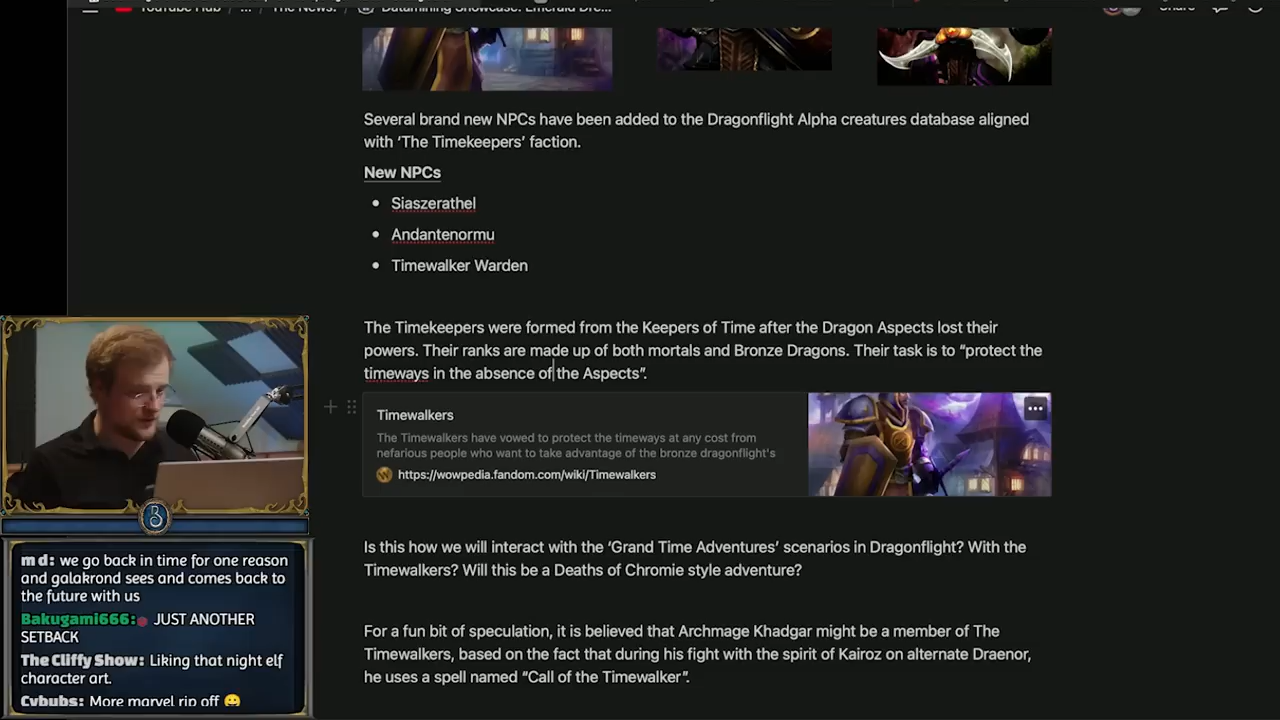 YouTube Hub / ... / The News! / Datamining Showcase: Emerald Dre...
Share
Several brand new NPCs have been added to the Dragonflight Alpha creatures database aligned
with ‘The Timekeepers’ faction.
New NPCs
Siaszerathel
Andantenormu
Timewalker Warden
The Timekeepers were formed from the Keepers of Time after the Dragon Aspects lost their
powers. Their ranks are made up of both mortals and Bronze Dragons. Their task is to “protect the
timeways in the absence of the Aspects”.
Timewalkers
The Timewalkers have vowed to protect the timeways at any cost from
nefarious people who want to take advantage of the bronze dragonflight's
https://wowpedia.fandom.com/wiki/Timewalkers
Is this how we will interact with the ‘Grand Time Adventures’ scenarios in Dragonflight? With the
Timewalkers? Will this be a Deaths of Chromie style adventure?
For a fun bit of speculation, it is believed that Archmage Khadgar might be a member of The
Timewalkers, based on the fact that during his fight with the spirit of Kairoz on alternate Draenor,
he uses a spell named “Call of the Timewalker”.
B
m d: we go back in time for one reason
and galakrond sees and comes back to
the future with us
Bakugami666: JUST ANOTHER
SETBACK
The Cliffy Show: Liking that night elf
character art.
Cvbubs: More marvel rip off